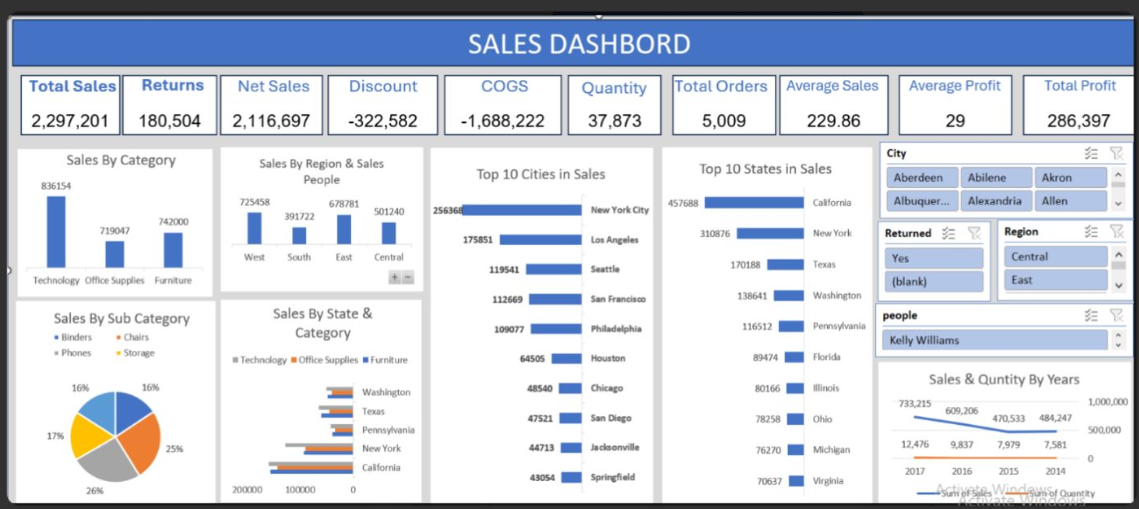 SALES DASHBORD
Total Sales
2,297,201
Returns
180,504
Net Sales
2,116,697
Discount
-322,582
COGS
-1,688,222
Quantity
37,873
Total Orders
5,009
Average Sales
229.86
Average Profit
29
Total Profit
286,397
Sales By Category
836154
719047
742000
Technology Office Supplies Furniture
Sales By Region & Sales
People
725458
391722
678781
501240
West South East Central
+ −
Sales By Sub Category
Binders Chairs
Phones Storage
16% 16%
17% 25%
26%
Sales By State &
Category
Technology Office Supplies Furniture
Washington
Texas
Pennsylvania
New York
California
200000 100000 0
Top 10 Cities in Sales
256368 New York City
175851 Los Angeles
119541 Seattle
112669 San Francisco
109077 Philadelphia
64505 Houston
48540 Chicago
47521 San Diego
44713 Jacksonville
43054 Springfield
Top 10 States in Sales
457688 California
310876 New York
170188 Texas
138641 Washington
116512 Pennsylvania
89474 Florida
80166 Illinois
78258 Ohio
76270 Michigan
70637 Virginia
City
Aberdeen Abilene Akron
Albuquer... Alexandria Allen
Returned
Yes
(blank)
Region
Central
East
people
Kelly Williams
Sales & Quntity By Years
733,215 609,206 470,533 484,247
1,000,000
500,000
0
12,476 9,837 7,979 7,581
2017 2016 2015 2014
Sum of Sales Sum of Quantity
Activate Windows
Activate Windows